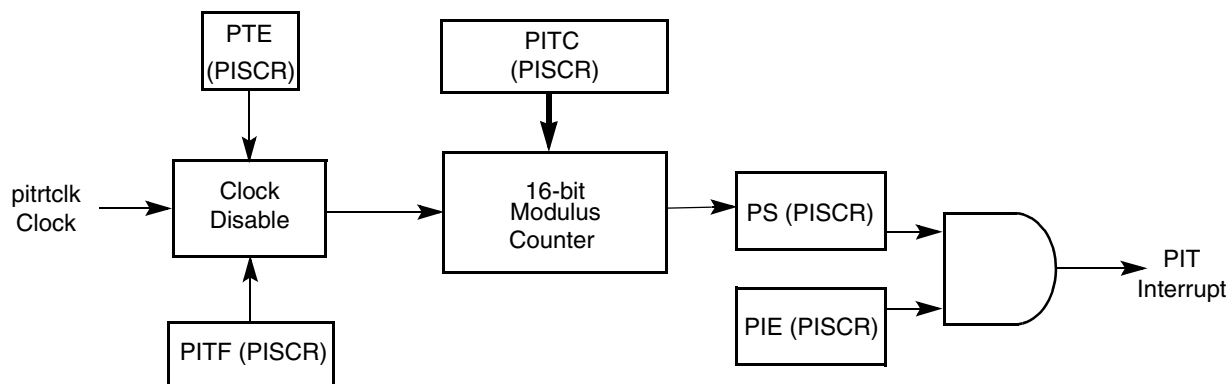 PTE
(PISCR)
PITC
(PISCR)
pitrtclk
Clock
Clock
Disable
16-bit
Modulus
Counter
PS (PISCR)
PIE (PISCR)
PITF (PISCR)
PIT
Interrupt